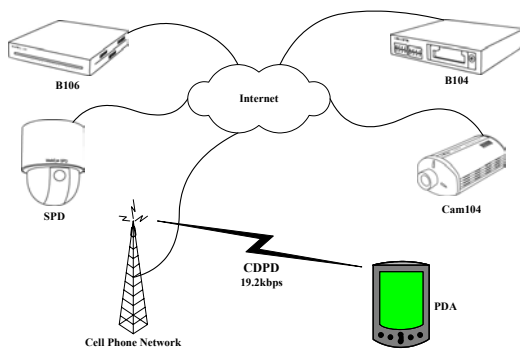 B106
Internet
B104
SPD
Cam104
CDPD
19.2kbps
PDA
Cell Phone Network